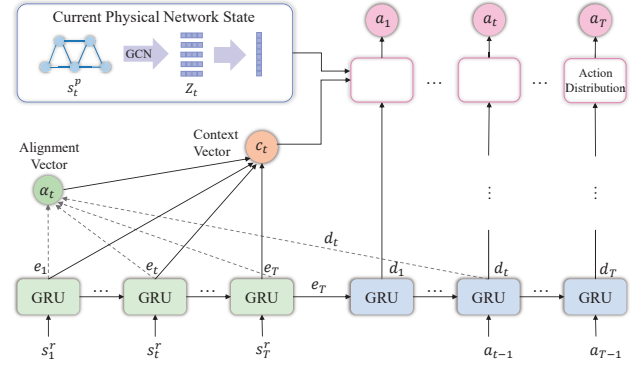 Current Physical Network State
GCN
s_t^p
Z_t
a_1
a_t
a_T
... ...
Action
Distribution
Context
Vector
c_t
Alignment
Vector
α_t
d_t
e_1 e_t e_T d_1 d_t d_T
GRU ... GRU ... GRU e_T GRU ... GRU ... GRU
s_1^r s_t^r s_T^r a_{t-1} a_{T-1}